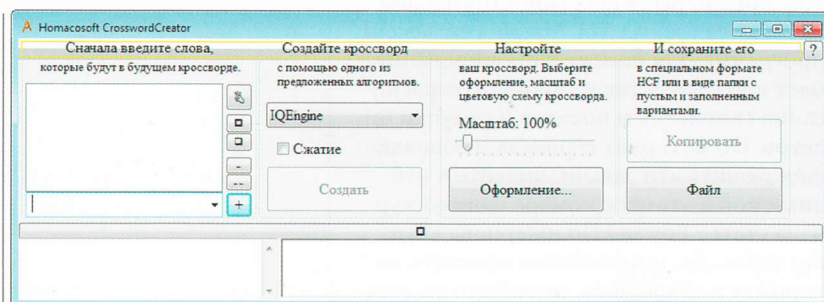 Homacosoft CrosswordCreator
Сначала введите слова,
которые будут в будущем кроссворде.
Создайте кроссворд
с помощью одного из
предложенных алгоритмов.
IQEngine
Сжатие
Создать
Настройте
ваш кроссворд. Выберите
оформление, масштаб и
цветовую схему кроссворда.
Масштаб: 100%
Оформление...
И сохраните его
в специальном формате
HCF или в виде папки с
пустым и заполненным
вариантами.
Копировать
Файл
?
-
--
+